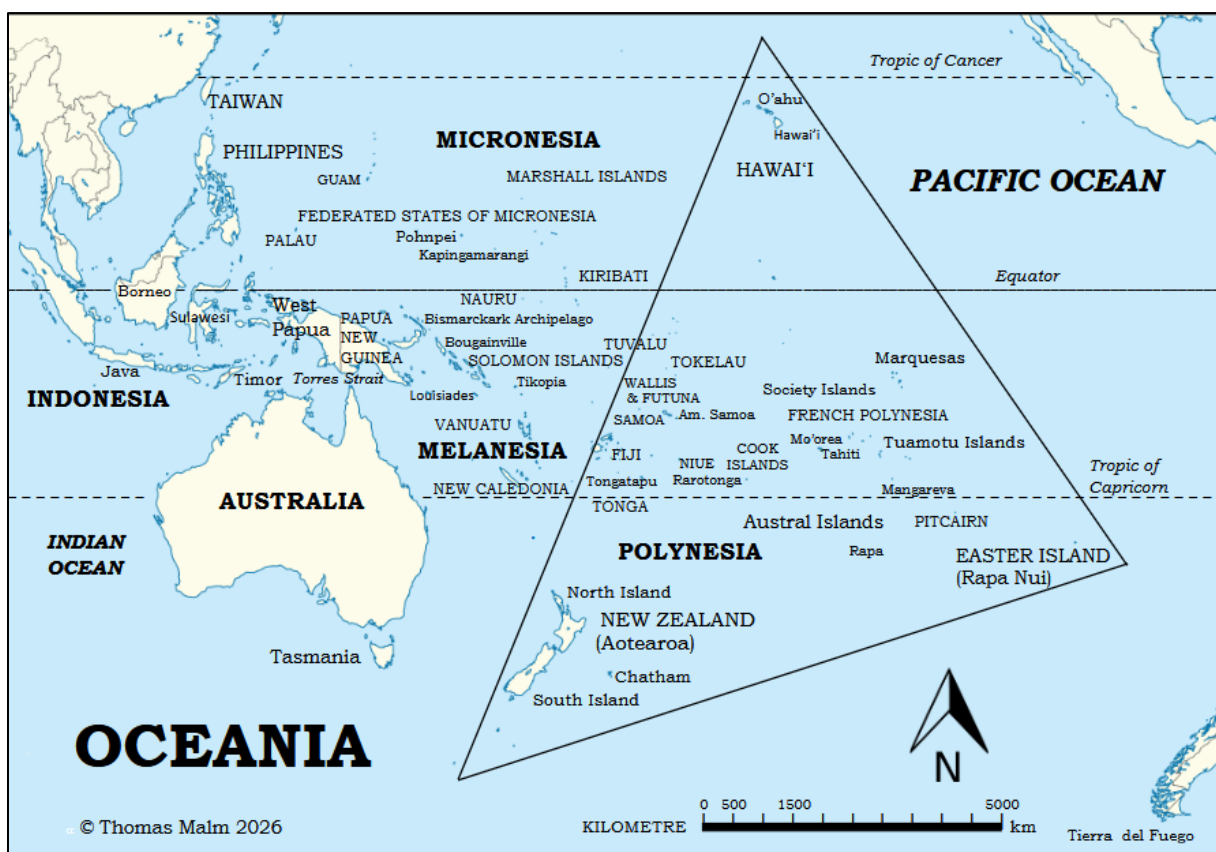 Tropic of Cancer
TAIWAN
O'ahu
Hawai'i
MICRONESIA
PHILIPPINES
HAWAI‘I
GUAM
MARSHALL ISLANDS
PACIFIC OCEAN
FEDERATED STATES OF MICRONESIA
PALAU
Pohnpei
Kapingamarangi
KIRIBATI
Equator
Borneo
NAURU
West
Papua
Sulawesi
PAPUA
NEW
GUINEA
Bismarckark Archipelago
Bougainville
TUVALU
SOLOMON ISLANDS
TOKELAU
Marquesas
Java
Timor
Torres Strait
Tikopia
WALLIS
& FUTUNA
Society Islands
INDONESIA
Louisiades
SAMOA
Am. Samoa
FRENCH POLYNESIA
VANUATU
Mo'orea
Tahiti
Tuamotu Islands
MELANESIA
FIJI
COOK
ISLANDS
NIUE
Rarotonga
Tropic of
Capricorn
NEW CALEDONIA
Tongatapu
Mangareva
AUSTRALIA
TONGA
Austral Islands
PITCAIRN
INDIAN
OCEAN
POLYNESIA
Rapa
EASTER ISLAND
(Rapa Nui)
North Island
NEW ZEALAND
(Aotearoa)
Tasmania
Chatham
South Island
OCEANIA
N
0 500 1500 5000
KILOMETRE km
© Thomas Malm 2026
Tierra del Fuego